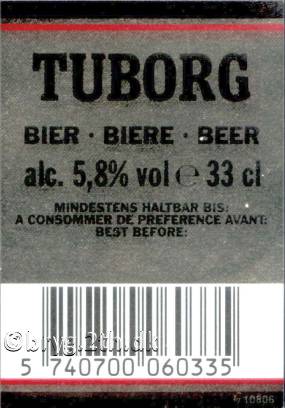 TUBORG
BIER · BIERE · BEER
alc. 5,8% vol ℮ 33 cl
MINDESTENS HALTBAR BIS:
A CONSOMMER DE PREFERENCE AVANT:
BEST BEFORE:
©bryg.2th.dk
5 740700 060335
10806